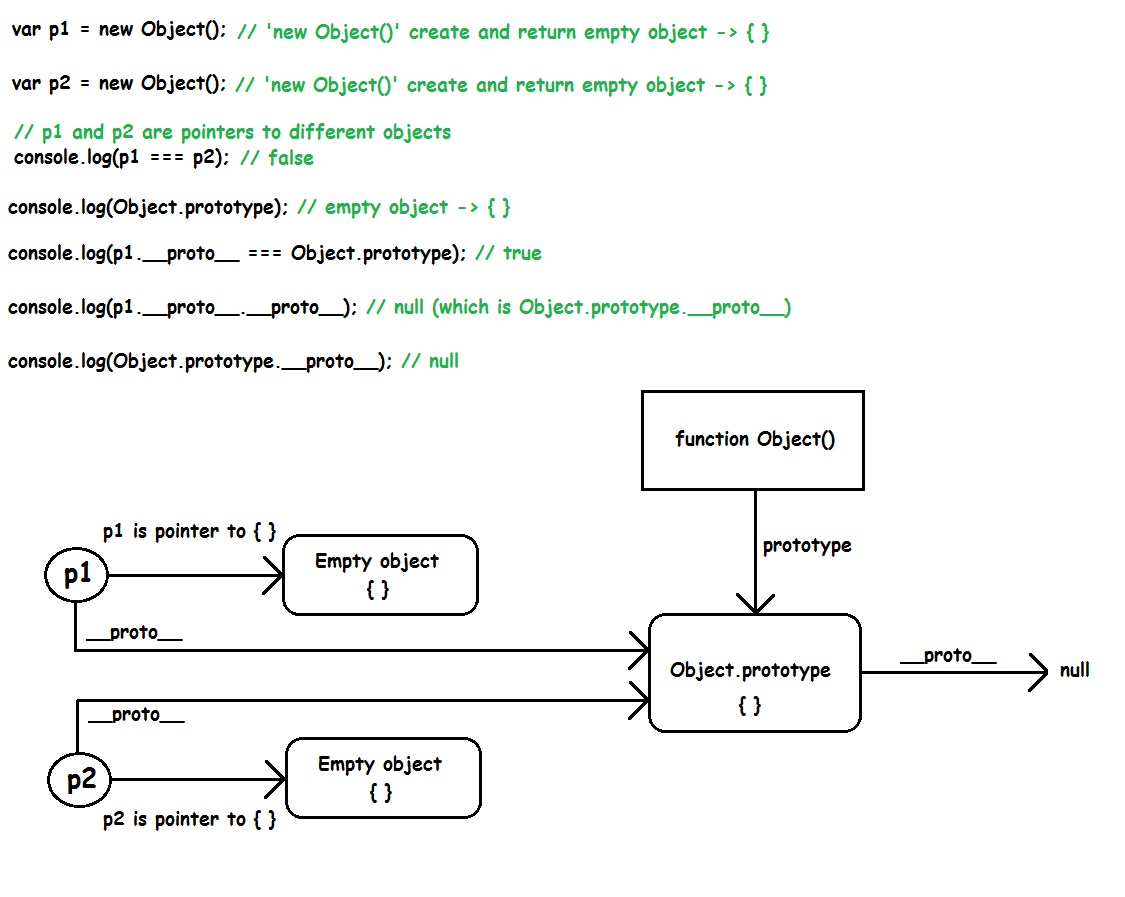 var p1 = new Object(); // 'new Object()' create and return empty object -> { }
var p2 = new Object(); // 'new Object()' create and return empty object -> { }
// p1 and p2 are pointers to different objects
console.log(p1 === p2); // false
console.log(Object.prototype); // empty object -> { }
console.log(p1.__proto__ === Object.prototype); // true
console.log(p1.__proto__.__proto__); // null (which is Object.prototype.__proto__)
console.log(Object.prototype.__proto__); // null
function Object()
prototype
p1 is pointer to { }
p1
Empty object
{ }
__proto__
Object.prototype
{ }
__proto__
null
__proto__
p2
Empty object
{ }
p2 is pointer to { }